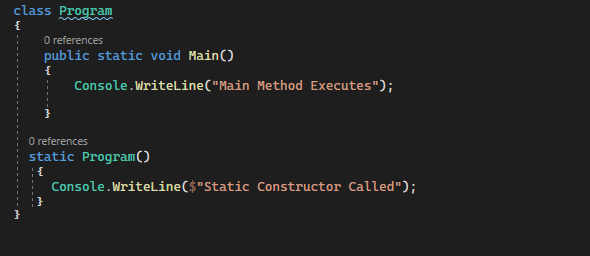 class Program
{
0 references
public static void Main()
{
Console.WriteLine("Main Method Executes");
}
0 references
static Program()
{
Console.WriteLine($"Static Constructor Called");
}
}